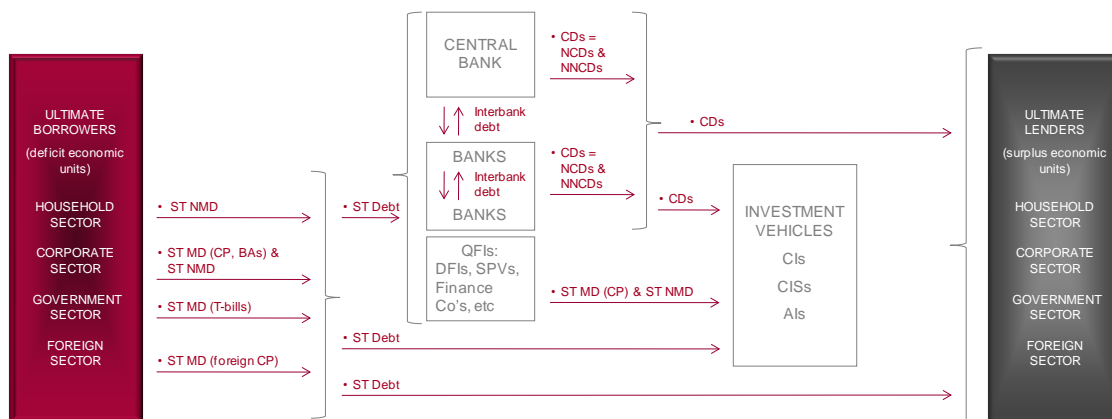 ULTIMATE
BORROWERS
(deficit economic
units)
HOUSEHOLD
SECTOR
CORPORATE
SECTOR
GOVERNMENT
SECTOR
FOREIGN
SECTOR
• ST NMD
• ST MD (CP, BAs) &
ST NMD
• ST MD (T-bills)
• ST MD (foreign CP)
• ST Debt
CENTRAL
BANK
Interbank
debt
BANKS
Interbank
debt
BANKS
QFIs:
DFIs, SPVs,
Finance
Co's, etc
• CDs =
NCDs &
NNCDs
• CDs =
NCDs &
NNCDs
• ST MD (CP) & ST NMD
• ST Debt
• ST Debt
• CDs
• CDs
INVESTMENT
VEHICLES
CIs
CISs
AIs
ULTIMATE
LENDERS
(surplus economic
units)
HOUSEHOLD
SECTOR
CORPORATE
SECTOR
GOVERNMENT
SECTOR
FOREIGN
SECTOR